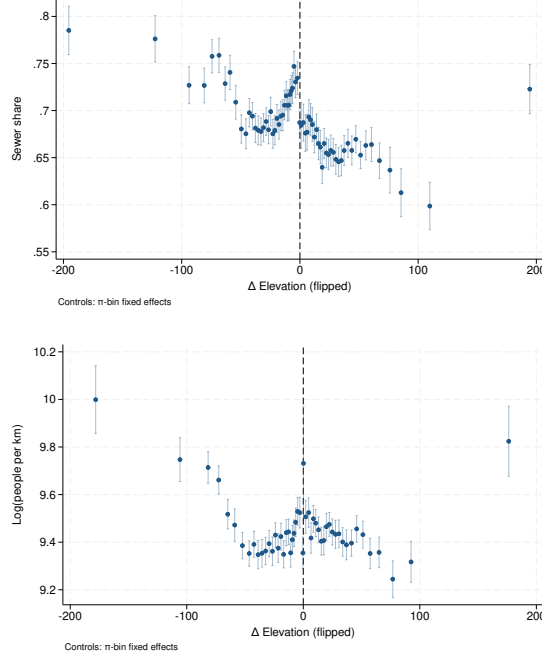 .8
.75
.7
.65
.6
.55
Sewer share
-200 -100 0 100 200
Δ Elevation (flipped)
Controls: π-bin fixed effects
10.2
10
9.8
9.6
9.4
9.2
Log(people per km)
-200 -100 0 100 200
Δ Elevation (flipped)
Controls: π-bin fixed effects